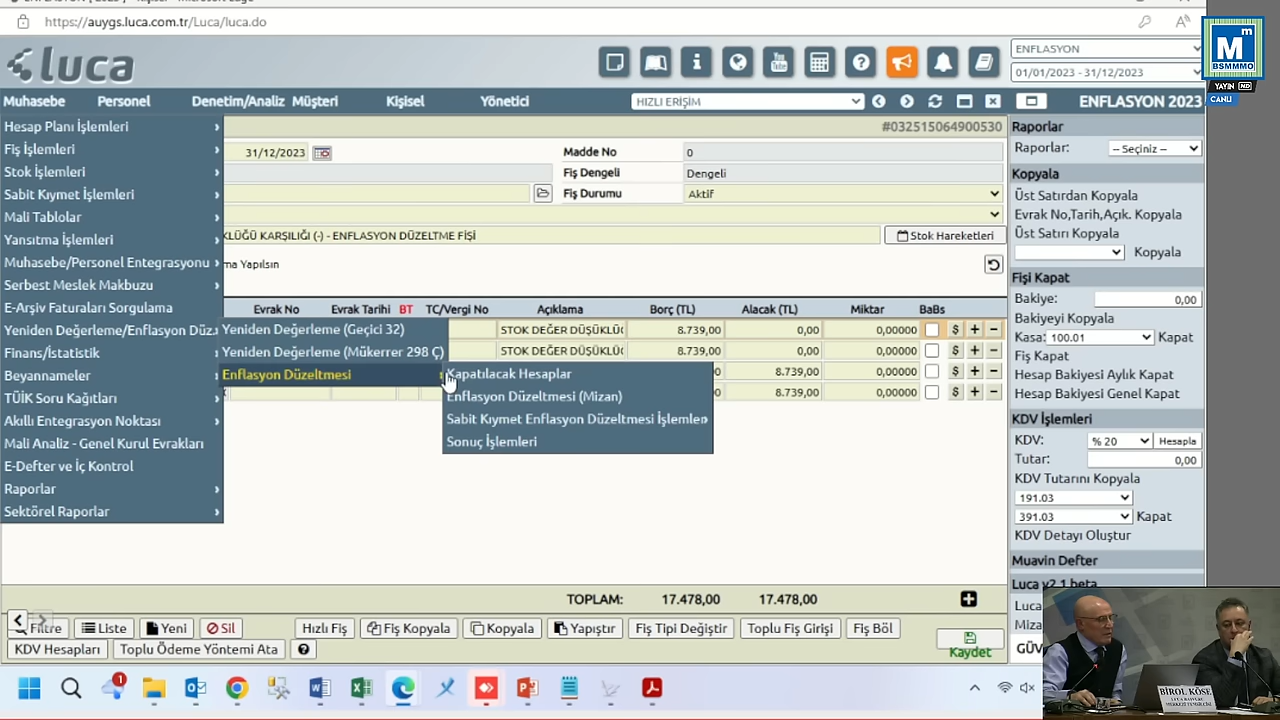 https://auygs.luca.com.tr/Luca/luca.do
luca
ENFLASYON
01/01/2023 - 31/12/2023
M m
BSMMMO
YAYIN HD
CANLI
Muhasebe Personel Denetim/Analiz Müşteri Kişisel Yönetici HIZLI ERİŞİM ENFLASYON 2023
Hesap Planı İşlemleri
Fiş İşlemleri
Stok İşlemleri
Sabit Kıymet İşlemleri
Mali Tablolar
Yansıtma İşlemleri
Muhasebe/Personel Entegrasyonu
Serbest Meslek Makbuzu
E-Arşiv Faturaları Sorgulama
Yeniden Değerleme/Enflasyon Düz.
Finans/İstatistik
Beyannameler
TÜİK Soru Kağıtları
Akıllı Entegrasyon Noktası
Mali Analiz - Genel Kurul Evrakları
E-Defter ve İç Kontrol
Raporlar
Sektörel Raporlar
Yeniden Değerleme (Geçici 32)
Yeniden Değerleme (Mükerrer 298 Ç)
Enflasyon Düzeltmesi
Kapatılacak Hesaplar
Enflasyon Düzeltmesi (Mizan)
Sabit Kıymet Enflasyon Düzeltmesi İşlemler
Sonuç İşlemleri
#032515064900530
31/12/2023 Madde No 0
Fiş Dengeli Dengeli
Fiş Durumu Aktif
KLÜĞÜ KARŞILIĞI (-) - ENFLASYON DÜZELTME FİŞİ Stok Hareketleri
ma Yapılsın
Evrak No Evrak Tarihi BT TC/Vergi No Açıklama Borç (TL) Alacak (TL) Miktar BaBs
STOK DEĞER DÜŞÜKLÜ 8.739,00 0,00 0,00000 $ + -
STOK DEĞER DÜŞÜKLÜ 8.739,00 0,00 0,00000 $ + -
8.739,00 0,00000 $ + -
8.739,00 0,00000 $ + -
TOPLAM: 17.478,00 17.478,00
Filtre Liste Yeni Sil Hızlı Fiş Fiş Kopyala Kopyala Yapıştır Fiş Tipi Değiştir Toplu Fiş Girişi Fiş Böl Kaydet
KDV Hesapları Toplu Ödeme Yöntemi Ata
Raporlar
Raporlar: -- Seçiniz --
Kopyala
Üst Satırdan Kopyala
Evrak No,Tarih,Açık. Kopyala
Üst Satırı Kopyala
Kopyala
Fişi Kapat
Bakiye: 0,00
Bakiyeyi Kopyala
Kasa: 100.01 Kapat
Fiş Kapat
Hesap Bakiyesi Aylık Kapat
Hesap Bakiyesi Genel Kapat
KDV İşlemleri
KDV: % 20 Hesapla
Tutar: 0,00
KDV Tutarını Kopyala
191.03
391.03 Kapat
KDV Detayı Oluştur
Muavin Defter
Luca v2.1 beta
Luca
Miza
GÜV
BİROL KÖSE